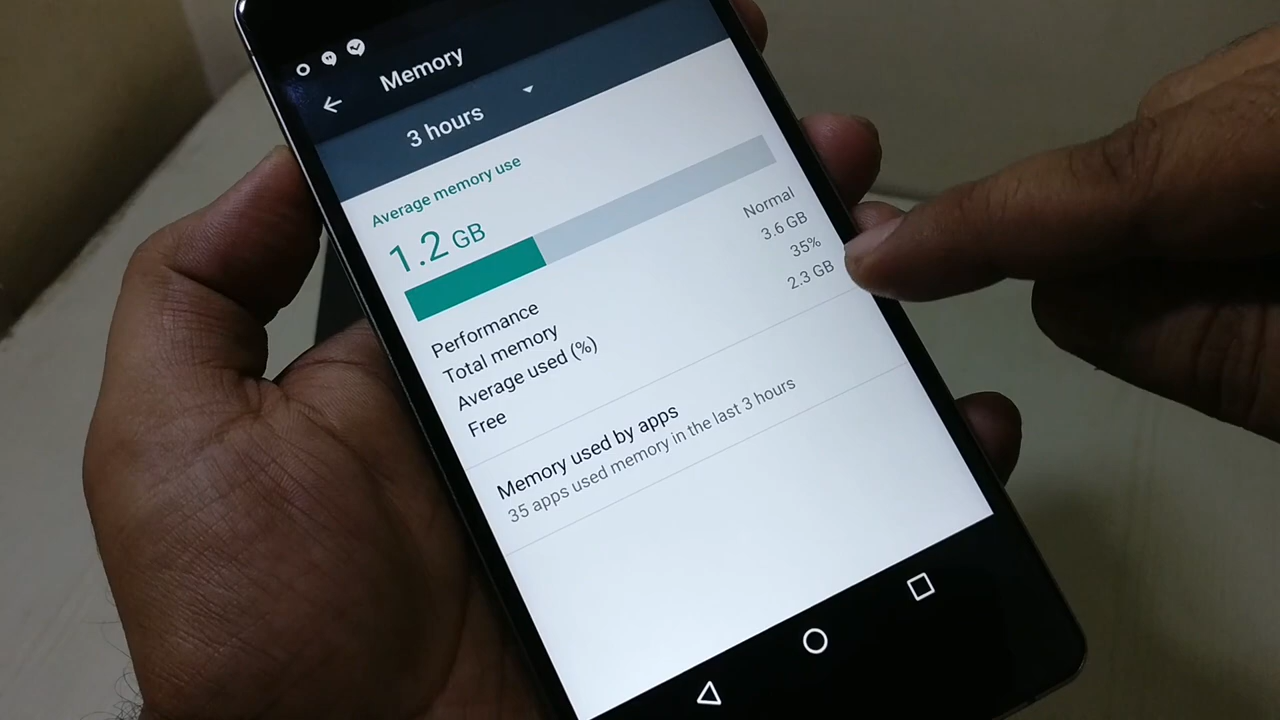 Memory
3 hours
Average memory use
1.2 GB
Performance Normal
Total memory 3.6 GB
Average used (%) 35%
Free 2.3 GB
Memory used by apps
35 apps used memory in the last 3 hours